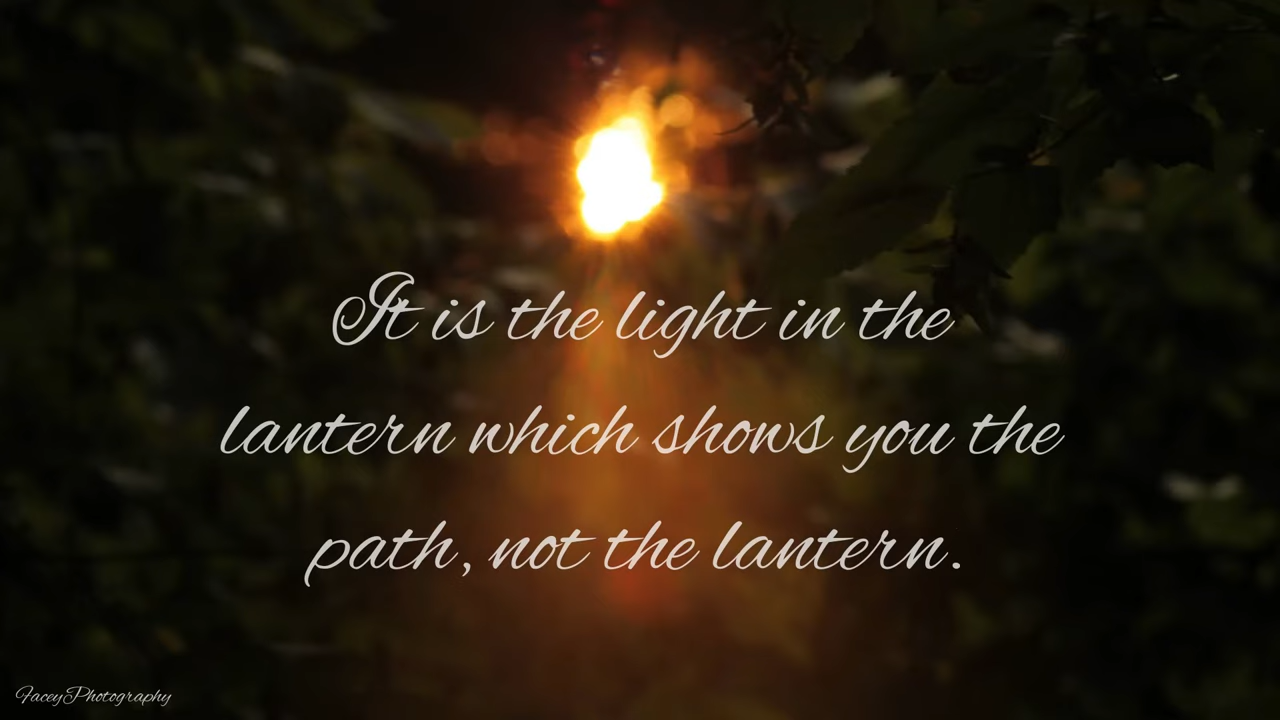 It is the light in the
lantern which shows you the
path, not the lantern.
FaceyPhotography